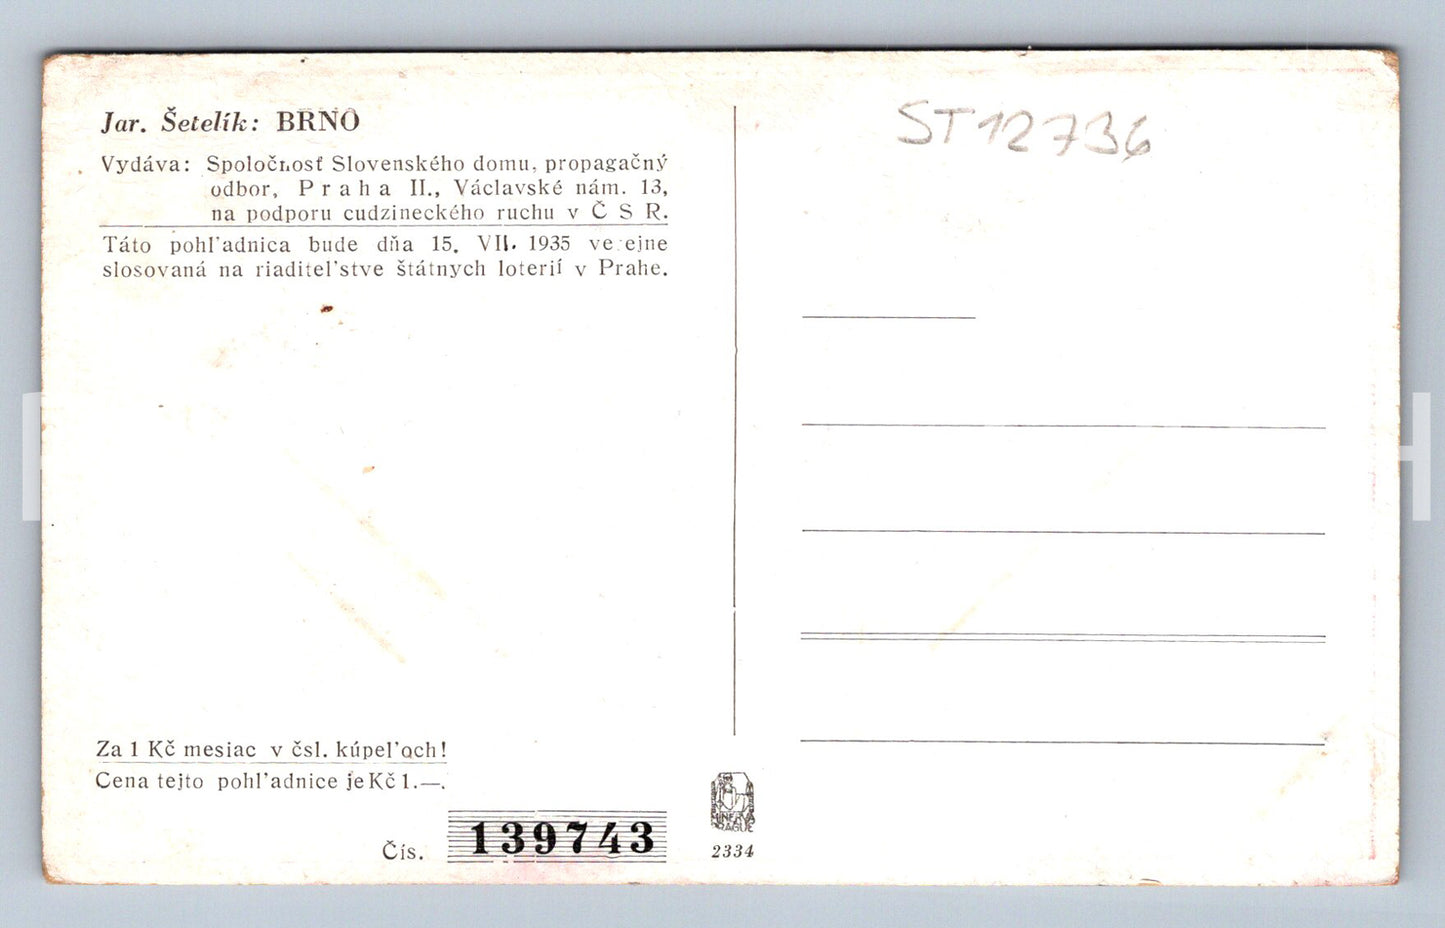 Jar. Šetelík: BRNO
Vydáva: Spoločnosť Slovenského domu, propagačný
odbor, Praha II., Václavské nám. 13,
na podporu cudzineckého ruchu v Č S R.
Táto pohľadnica bude dňa 15. VII. 1935 verejne
slosovaná na riaditeľstve štátnych loterií v Prahe.
Za 1 Kč mesiac v čsl. kúpeľoch!
Cena tejto pohľadnice je Kč 1.—.
Čís. 139743
ST12736
MINERVA
PRAGUE
2334
H